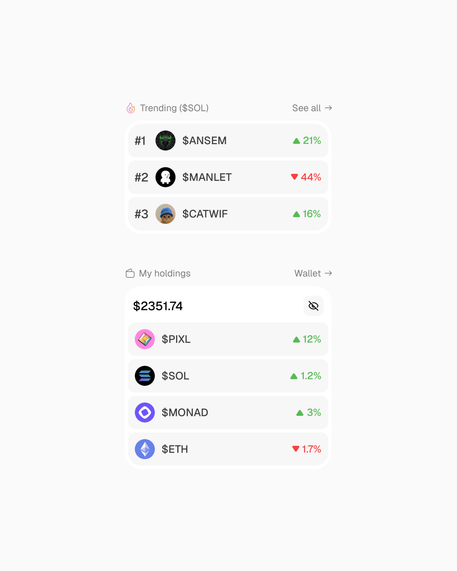 Trending ($SOL) See all →
#1 $ANSEM ▲ 21%
#2 $MANLET ▼ 44%
#3 $CATWIF ▲ 16%
My holdings Wallet →
$2351.74
$PIXL ▲ 12%
$SOL ▲ 1.2%
$MONAD ▲ 3%
$ETH ▼ 1.7%